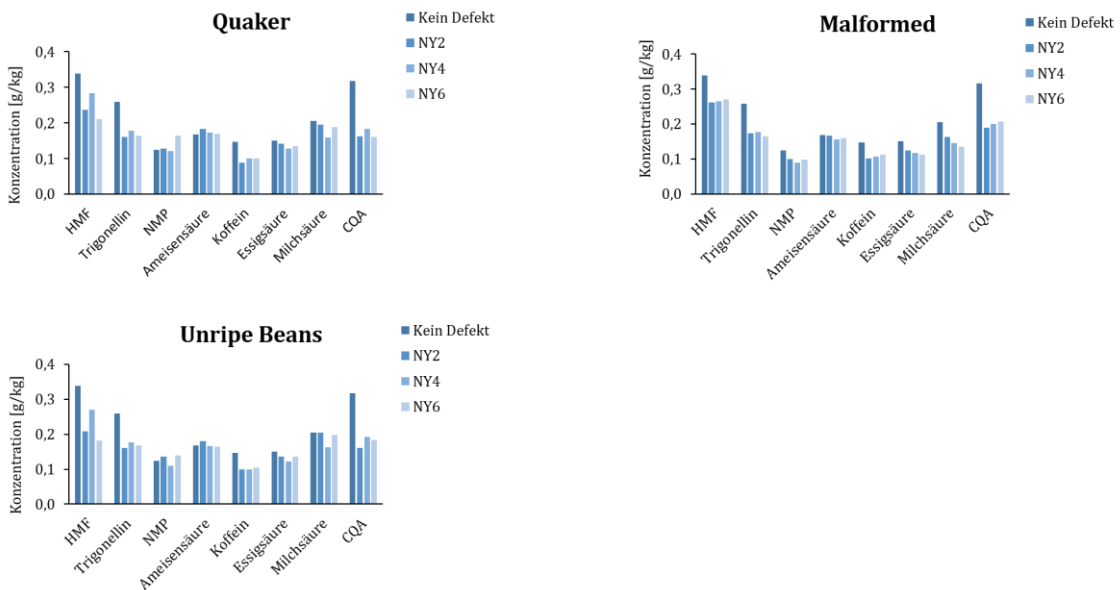 Quaker
Kein Defekt
NY2
NY4
NY6
Konzentration [g/kg]
0,4
0,3
0,2
0,1
0,0
HMF
Trigonellin
NMP
Ameisensäure
Koffein
Essigsäure
Milchsäure
CQA
Malformed
Kein Defekt
NY2
NY4
NY6
Konzentration [g/kg]
0,4
0,3
0,2
0,1
0,0
HMF
Trigonellin
NMP
Ameisensäure
Koffein
Essigsäure
Milchsäure
CQA
Unripe Beans
Kein Defekt
NY2
NY4
NY6
Konzentration [g/kg]
0,4
0,3
0,2
0,1
0,0
HMF
Trigonellin
NMP
Ameisensäure
Koffein
Essigsäure
Milchsäure
CQA